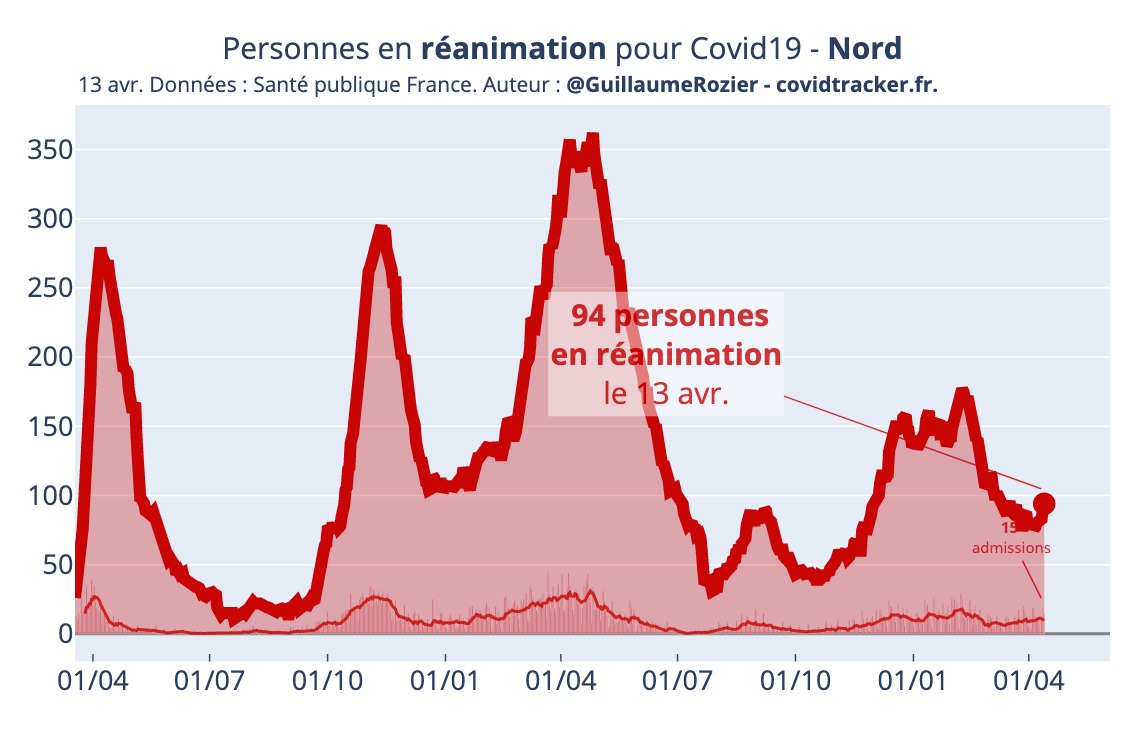 Personnes en réanimation pour Covid19 - Nord
13 avr. Données : Santé publique France. Auteur : @GuillaumeRozier - covidtracker.fr.
350
300
250
200
150
100
50
0
94 personnes
en réanimation
le 13 avr.
admissions
01/04 01/07 01/10 01/01 01/04 01/07 01/10 01/01 01/04